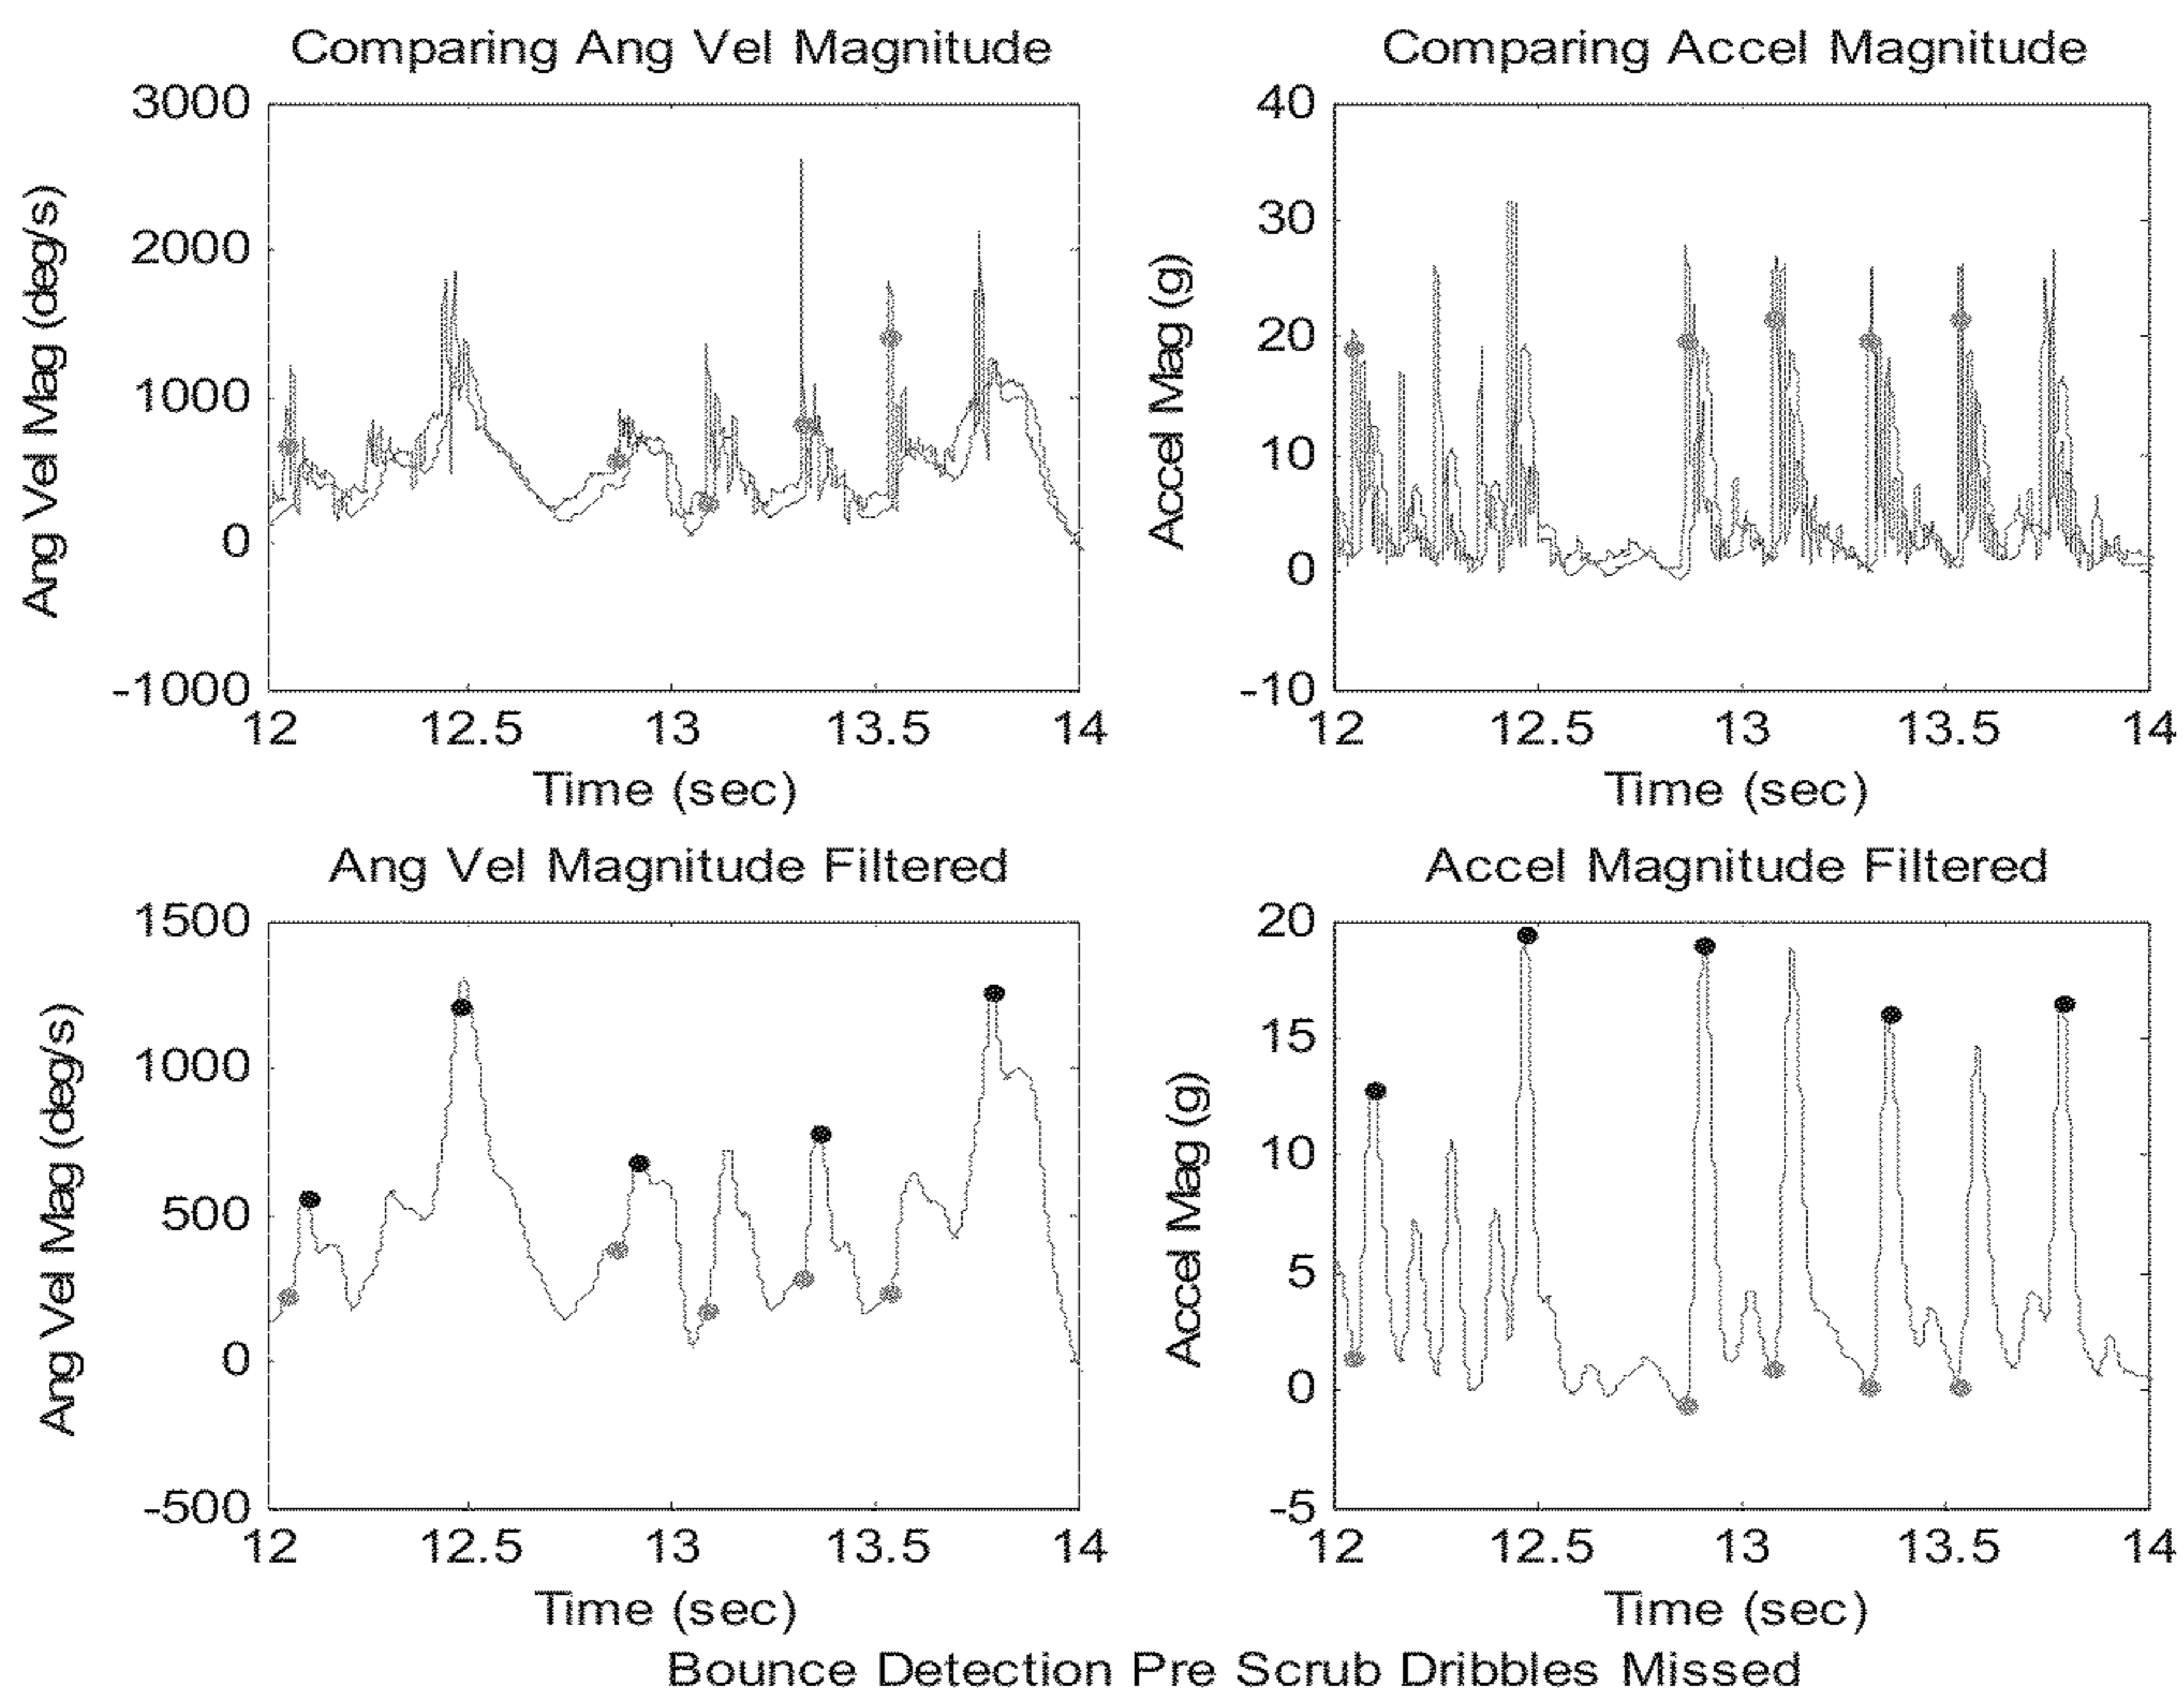 Comparing Ang Vel Magnitude
Ang Vel Mag (deg/s)
3000
2000
1000
0
-1000
12 12.5 13 13.5 14
Time (sec)
Comparing Accel Magnitude
Accel Mag (g)
40
30
20
10
0
-10
12 12.5 13 13.5 14
Time (sec)
Ang Vel Magnitude Filtered
Ang Vel Mag (deg/s)
1500
1000
500
0
-500
12 12.5 13 13.5 14
Time (sec)
Accel Magnitude Filtered
Accel Mag (g)
20
15
10
5
0
-5
12 12.5 13 13.5 14
Time (sec)
Bounce Detection Pre Scrub Dribbles Missed